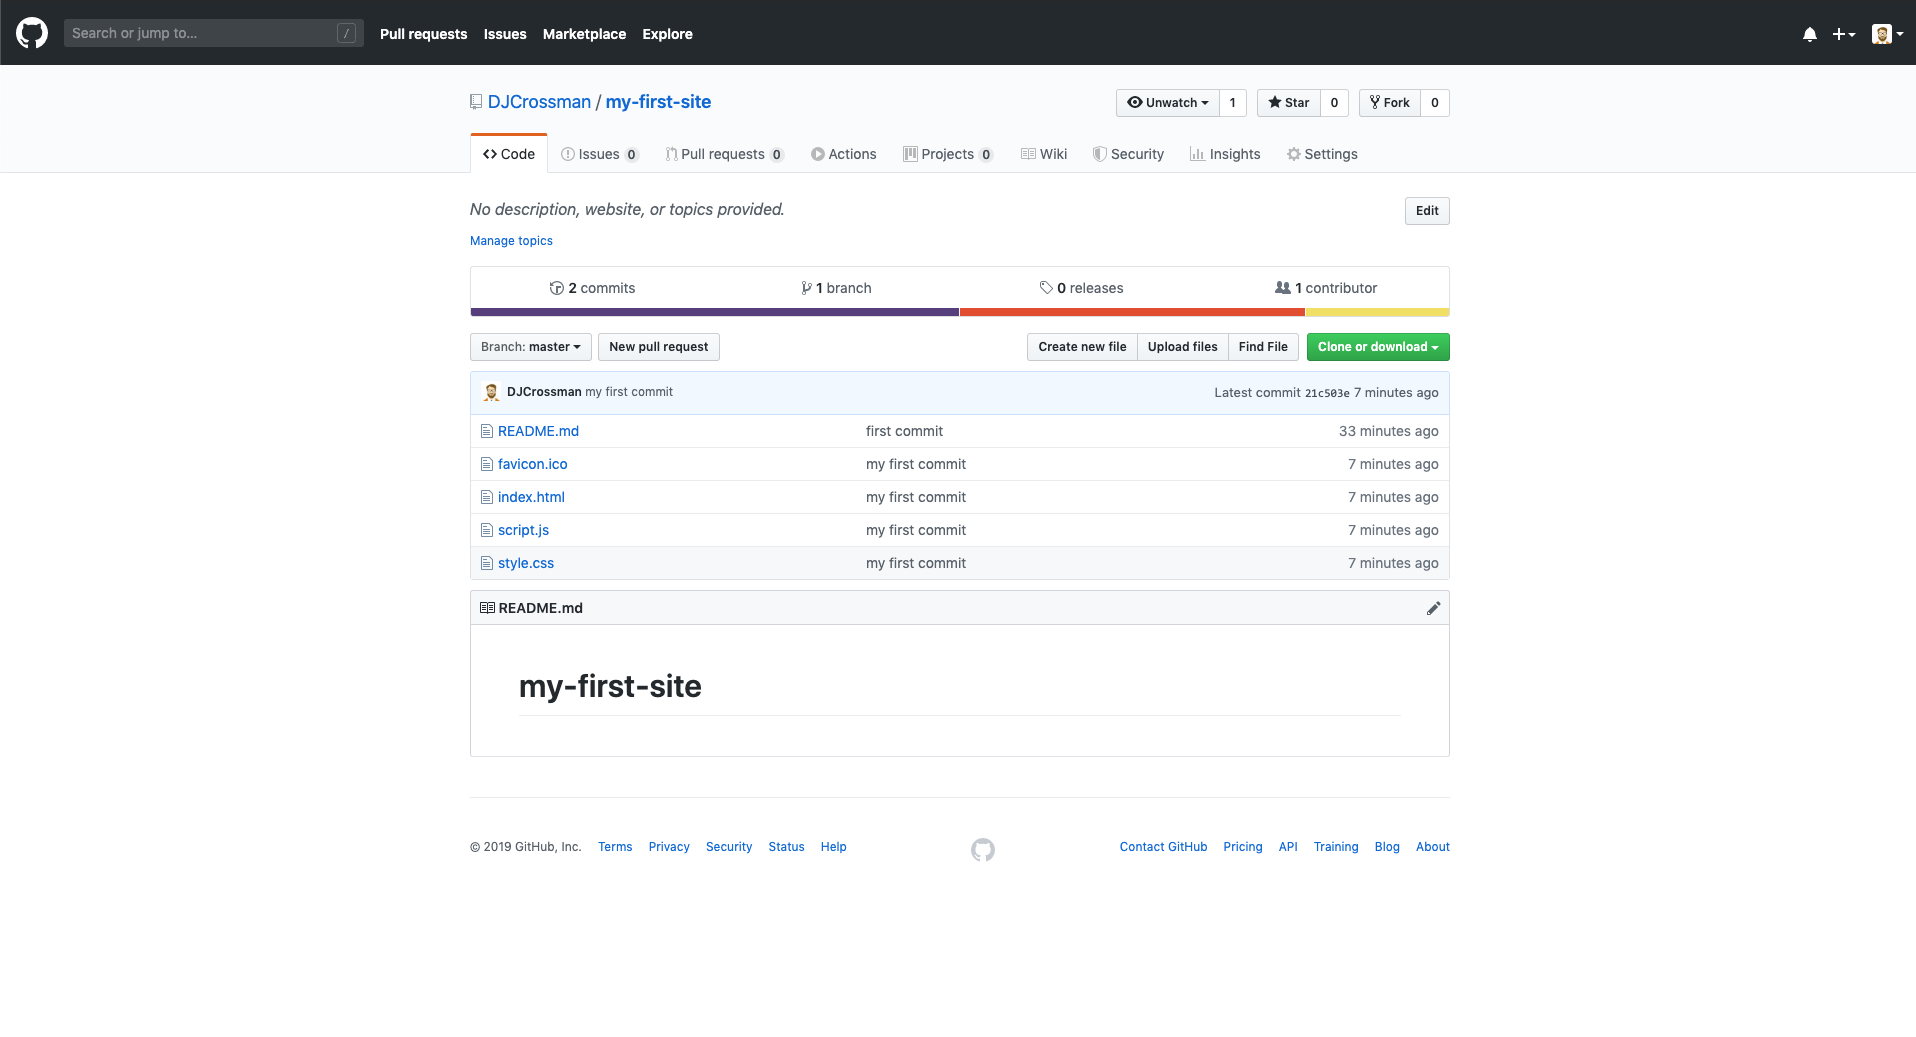 Search or jump to... /
Pull requests Issues Marketplace Explore
DJCrossman / my-first-site
Unwatch 1 Star 0 Fork 0
Code Issues 0 Pull requests 0 Actions Projects 0 Wiki Security Insights Settings
No description, website, or topics provided.
Edit
Manage topics
2 commits 1 branch 0 releases 1 contributor
Branch: master New pull request Create new file Upload files Find File Clone or download
DJCrossman my first commit Latest commit 21c503e 7 minutes ago
README.md first commit 33 minutes ago
favicon.ico my first commit 7 minutes ago
index.html my first commit 7 minutes ago
script.js my first commit 7 minutes ago
style.css my first commit 7 minutes ago
README.md
my-first-site
© 2019 GitHub, Inc. Terms Privacy Security Status Help Contact GitHub Pricing API Training Blog About